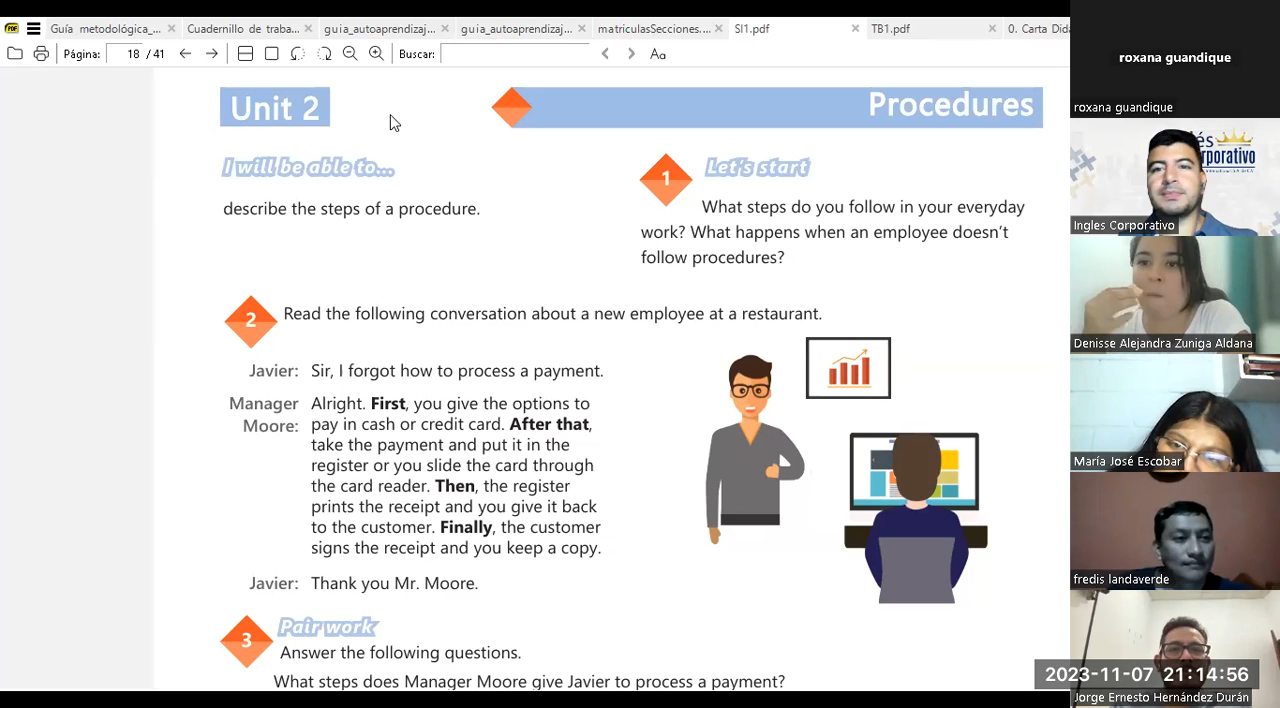 Guía metodológica_...
Cuadernillo de traba...
guia_autoaprendizaj...
guia_autoaprendizaj...
matriculasSecciones....
SI1.pdf
TB1.pdf
0. Carta Did
Página: 18 / 41
Buscar:
Aa
Unit 2
Procedures
I will be able to...
describe the steps of a procedure.
1
Let's start
What steps do you follow in your everyday
work? What happens when an employee doesn't
follow procedures?
2
Read the following conversation about a new employee at a restaurant.
Javier: Sir, I forgot how to process a payment.
Manager Moore: Alright. First, you give the options to
pay in cash or credit card. After that,
take the payment and put it in the
register or you slide the card through
the card reader. Then, the register
prints the receipt and you give it back
to the customer. Finally, the customer
signs the receipt and you keep a copy.
Javier: Thank you Mr. Moore.
3
Pair work
Answer the following questions.
What steps does Manager Moore give Javier to process a payment?
roxana guandique
roxana guandique
és
rporativo
Ingles Corporativo
Denisse Alejandra Zuniga Aldana
María José Escobar
fredis landaverde
2023-11-07 21:14:56
Jorge Ernesto Hernández Durán